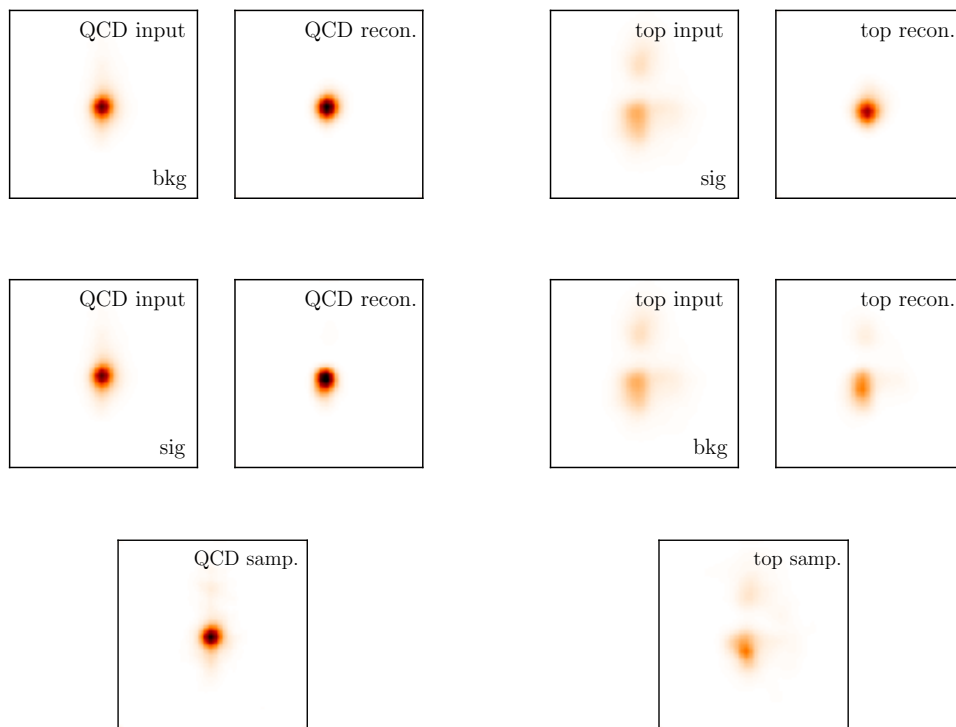 QCD input
QCD recon.
top input
top recon.
bkg
sig
QCD input
QCD recon.
top input
top recon.
sig
bkg
QCD samp.
top samp.